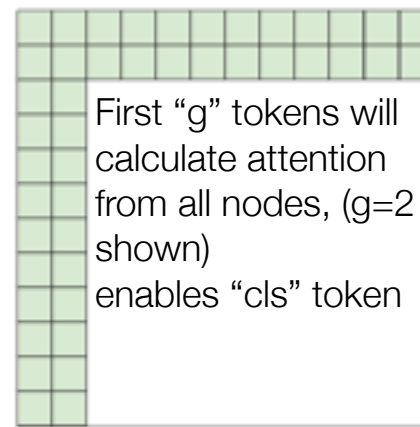 First “g” tokens will
calculate attention
from all nodes, (g=2
shown)
enables “cls” token